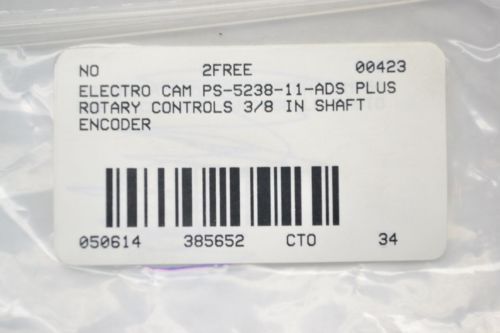 NO 2FREE 00423
ELECTRO CAM PS-5238-11-ADS PLUS
ROTARY CONTROLS 3/8 IN SHAFT
ENCODER
050614 385652 CTO 34